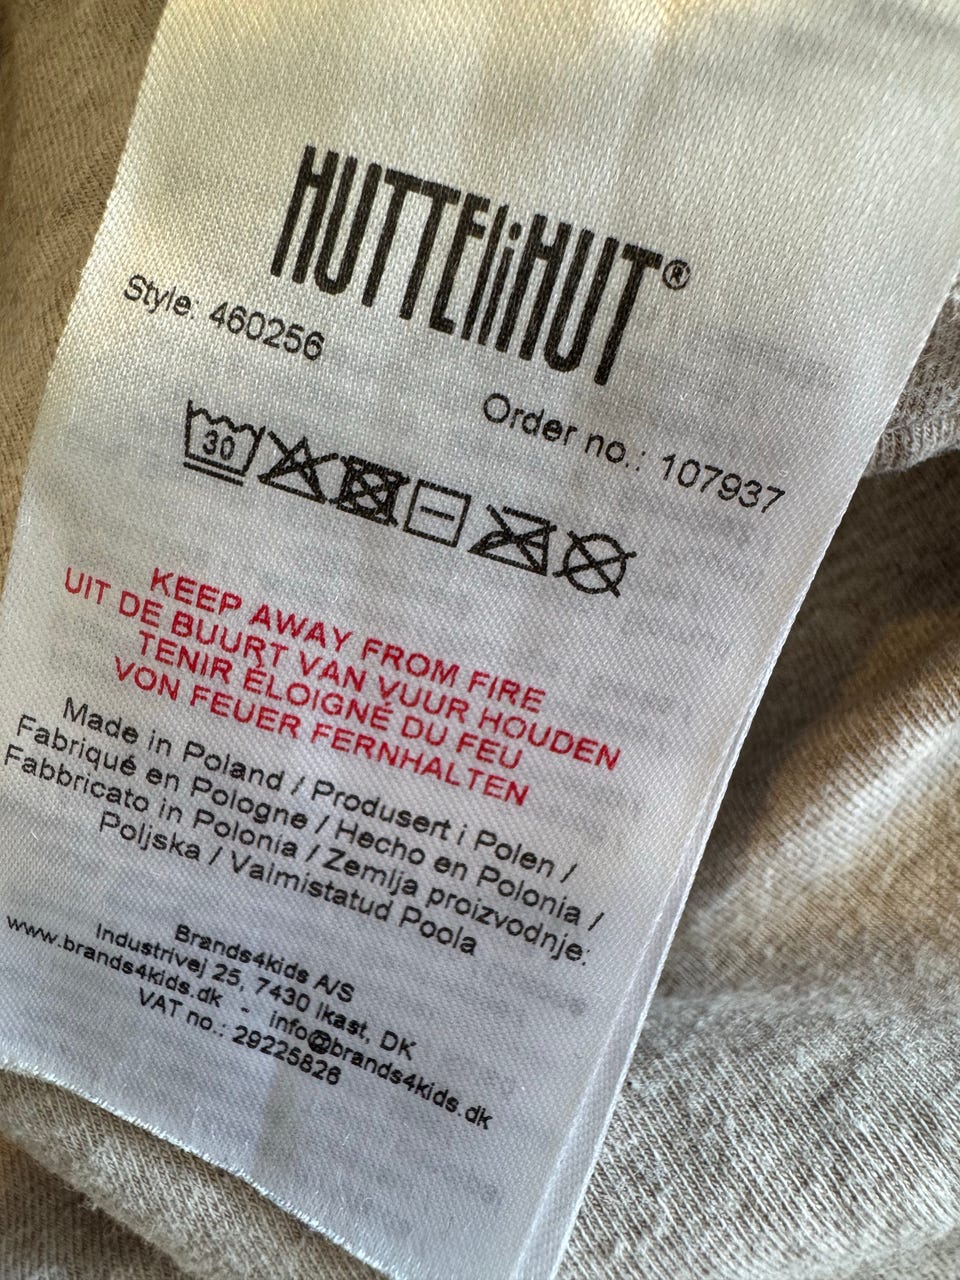 HUTTEliHUT®
Style: 460256
Order no.: 107937
30
KEEP AWAY FROM FIRE
UIT DE BUURT VAN VUUR HOUDEN
TENIR ÉLOIGNÉ DU FEU
VON FEUER FERNHALTEN
Made in Poland / Produsert i Polen /
Fabriqué en Pologne / Hecho en Polonia /
Fabbricato in Polonia / Zemlja proizvodnje:
Poljska / Valmistatud Poola
Brands4kids A/S
Industrivej 25, 7430 Ikast, DK
www.brands4kids.dk - info@brands4kids.dk
VAT no.: 29225826